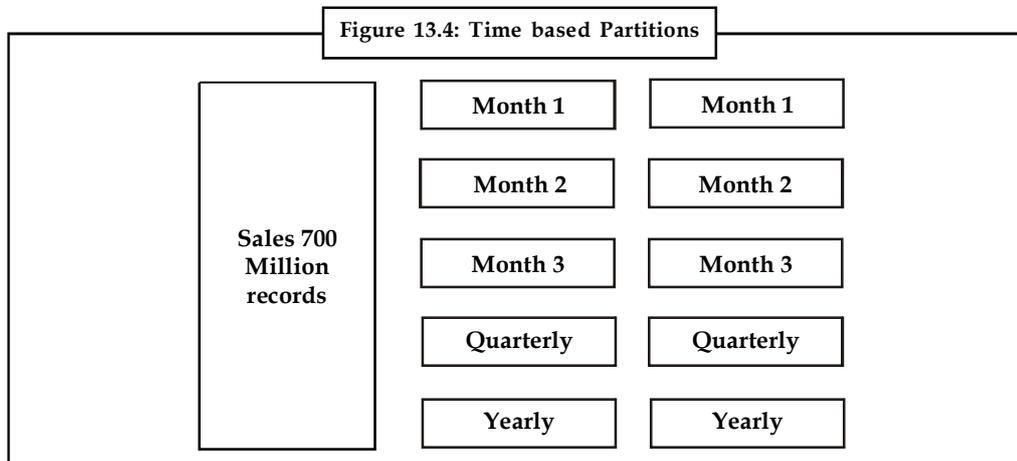 Figure 13.4: Time based Partitions
Month 1
Month 1
Month 2
Month 2
Sales 700
Million
records
Month 3
Month 3
Quarterly
Quarterly
Yearly
Yearly